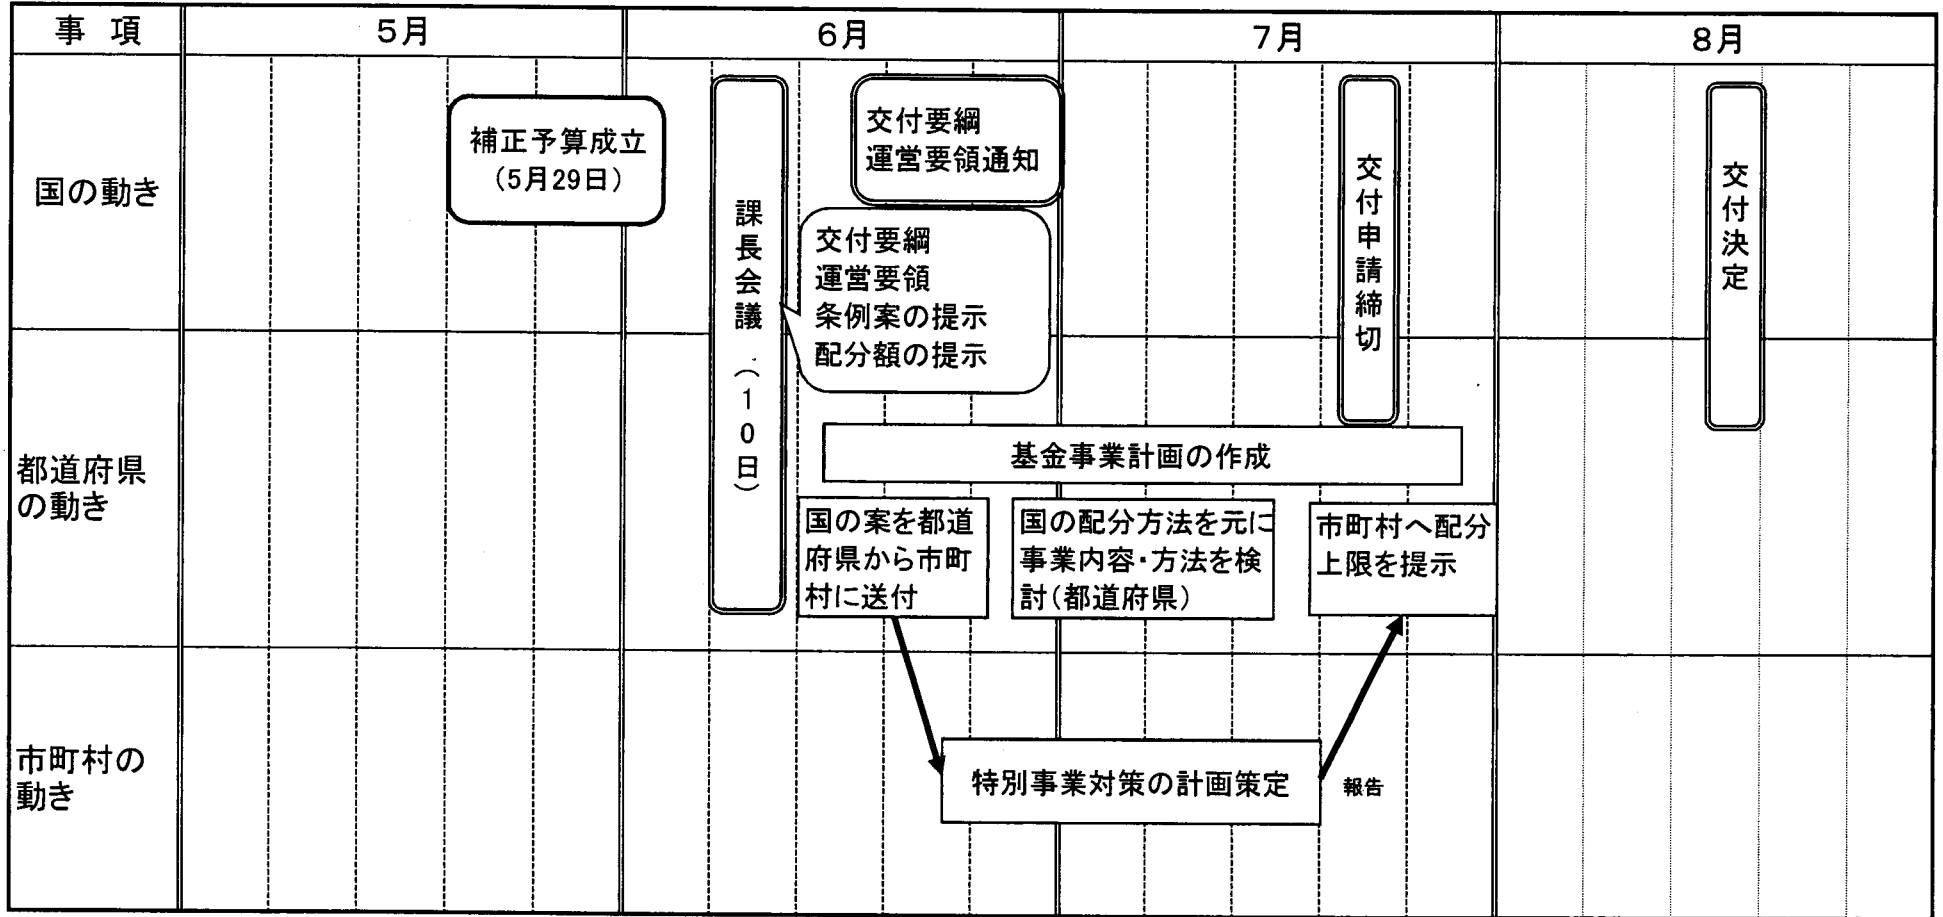 事 項
5月
6月
7月
8月
国の動き
補正予算成立
(5月29日)
課長会議(10日)
交付要綱
運営要領通知
交付要綱
運営要領
条例案の提示
配分額の提示
交付申請締切
交付決定
都道府県
の動き
基金事業計画の作成
国の案を都道
府県から市町
村に送付
国の配分方法を元に
事業内容・方法を検
討(都道府県)
市町村へ配分
上限を提示
市町村の
動き
特別事業対策の計画策定
報告